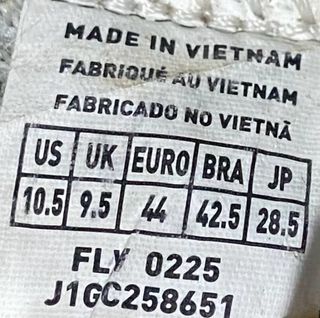 MADE IN VIETNAM
FABRIQUÉ AU VIETNAM
FABRICADO NO VIETNÃ
US UK EURO BRA JP
10.5 9.5 44 42.5 28.5
FLY 0225
J1GC258651